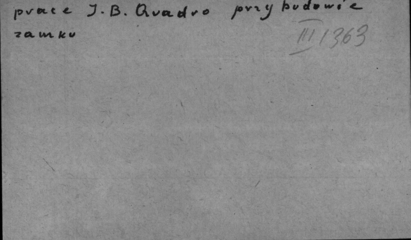 prace J. B. Quadro przy budowie
zamku
III 1363